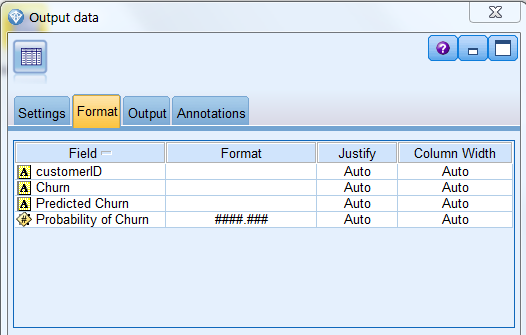 Output data
Settings Format Output Annotations
Field Format Justify Column Width
A customerID Auto Auto
A Churn Auto Auto
A Predicted Churn Auto Auto
# Probability of Churn ####.### Auto Auto